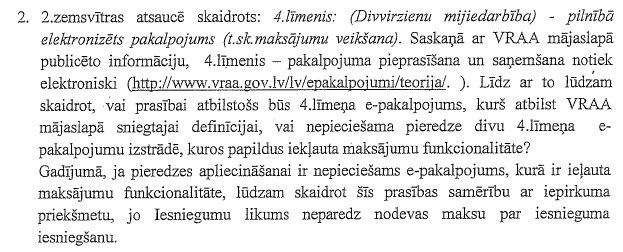 2. 2.zemsvītras atsaucē skaidrots: 4.līmenis: (Divvirzienu mijiedarbība) - pilnībā
elektronizēts pakalpojums (t.sk.maksājumu veikšana). Saskaņā ar VRAA mājaslapā
publicēto informāciju, 4.līmenis – pakalpojuma pieprasīšana un saņemšana notiek
elektroniski (http://www.vraa.gov.lv/lv/epakalpojumi/teorija/. ). Līdz ar to lūdzam
skaidrot, vai prasībai atbilstošs būs 4.līmeņa e-pakalpojums, kurš atbilst VRAA
mājaslapā sniegtajai definīcijai, vai nepieciešama pieredze divu 4.līmeņa e-
pakalpojumu izstrādē, kuros papildus iekļauta maksājumu funkcionalitāte?
Gadījumā, ja pieredzes apliecināšanai ir nepieciešams e-pakalpojums, kurā ir ieļauta
maksājumu funkcionalitāte, lūdzam skaidrot šīs prasības samērību ar iepirkuma
priekšmetu, jo Iesniegumu likums neparedz nodevas maksu par iesnieguma
iesniegšanu.